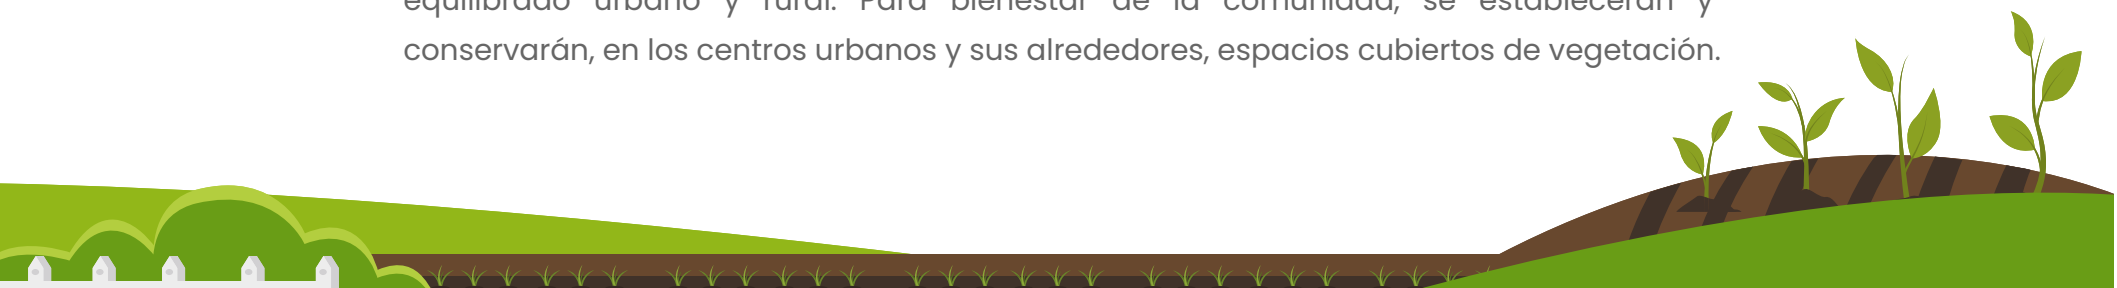 equilibrado urbano y rural. Para bienestar de la comunidad, se establecerán y
conservarán, en los centros urbanos y sus alrededores, espacios cubiertos de vegetación.